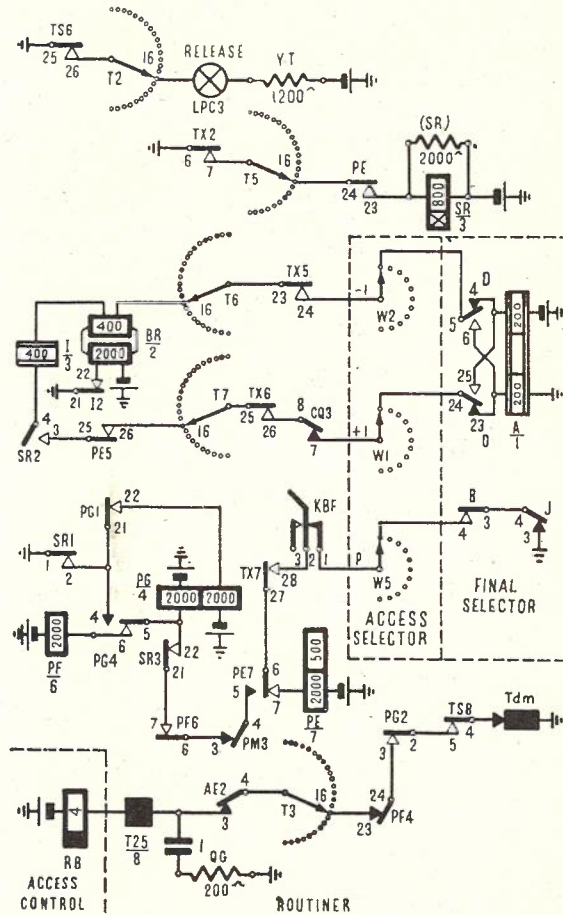 TS6
25 26
T2
16
RELEASE
LPC3
YT
1200
TX2
6 7
T5
16
PE
24 23
(SR)
2000
800
SR
3
I
3
400
400
2000
BR
2
22
21
I2
16
T6
TX5
23 24
-1
W2
D
4
5
6
200
200
A
1
SR2
4
3
25
PE5
26
16
T7
TX6
25 26
8
CQ3
7
+1
W1
25
24
23
D
PG1
22
21
SR1
1 2
4
PG
4
2000 2000
2000
PF
6
PG4
6
5
SR3
22
21
7
PF6
6
PE7
5
4
3
PM3
KBF
3 2 1
TX7
28
27
P
W5
6
7
500
2000
PE
7
B
4
3
4
3
J
ACCESS
SELECTOR
FINAL
SELECTOR
PG2
3
2
TS8
5
4
Tdm
24
23
PF4
AE2
4
3
T3
16
4
R8
ACCESS
CONTROL
T25
8
1
QG
200
ROUTINER